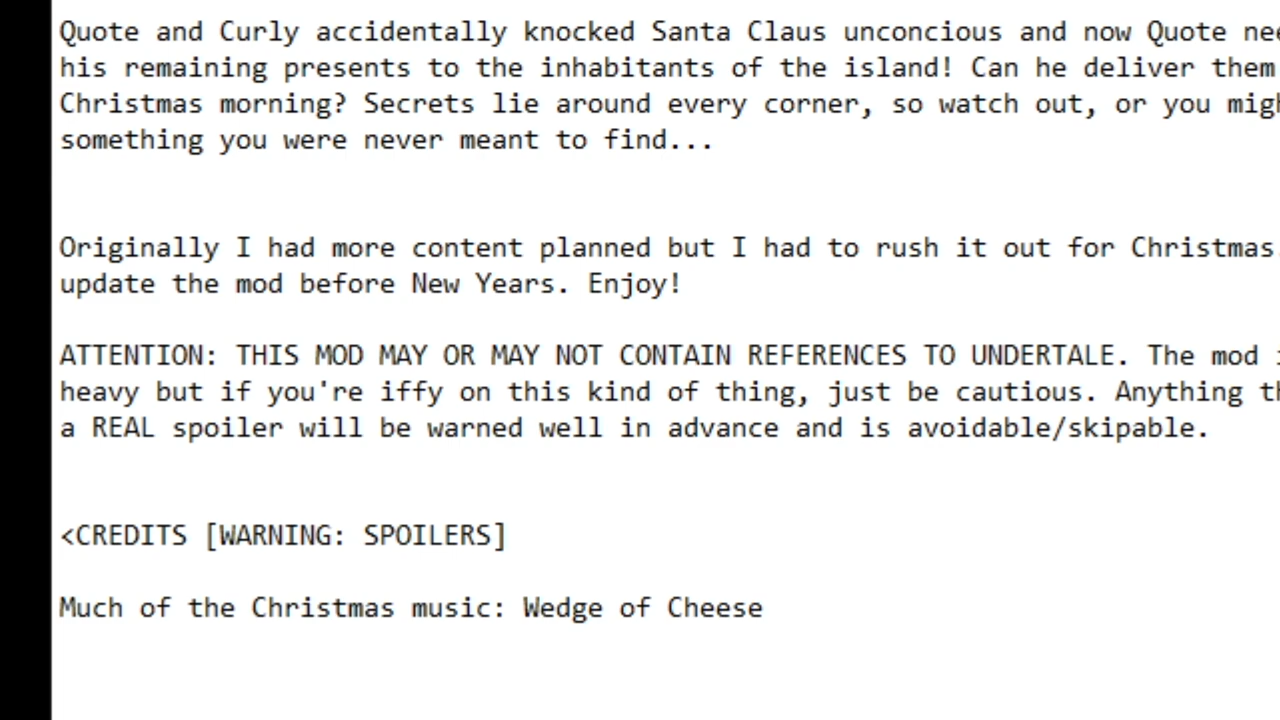 Quote and Curly accidentally knocked Santa Claus unconcious and now Quote
his remaining presents to the inhabitants of the island! Can he deliver them
Christmas morning? Secrets lie around every corner, so watch out, or you
something you were never meant to find...
Originally I had more content planned but I had to rush it out for Christmas.
update the mod before New Years. Enjoy!
ATTENTION: THIS MOD MAY OR MAY NOT CONTAIN REFERENCES TO UNDERTALE. The mod
heavy but if you're iffy on this kind of thing, just be cautious. Anything
a REAL spoiler will be warned well in advance and is avoidable/skipable.
<CREDITS [WARNING: SPOILERS]
Much of the Christmas music: Wedge of Cheese